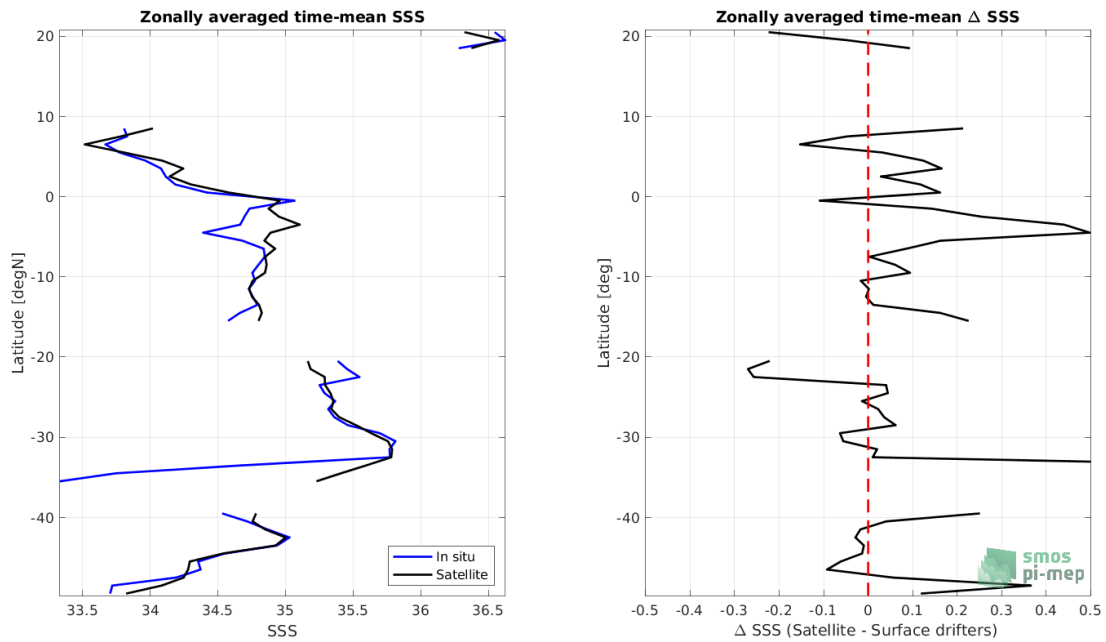 Zonally averaged time-mean SSS
20
10
0
-10
-20
-30
-40
Latitude [degN]
33.5 34 34.5 35 35.5 36 36.5
SSS
In situ
Satellite
Zonally averaged time-mean Δ SSS
20
10
0
-10
-20
-30
-40
Latitude [deg]
-0.5 -0.4 -0.3 -0.2 -0.1 0 0.1 0.2 0.3 0.4 0.5
Δ SSS (Satellite - Surface drifters)
smos
pi-mep